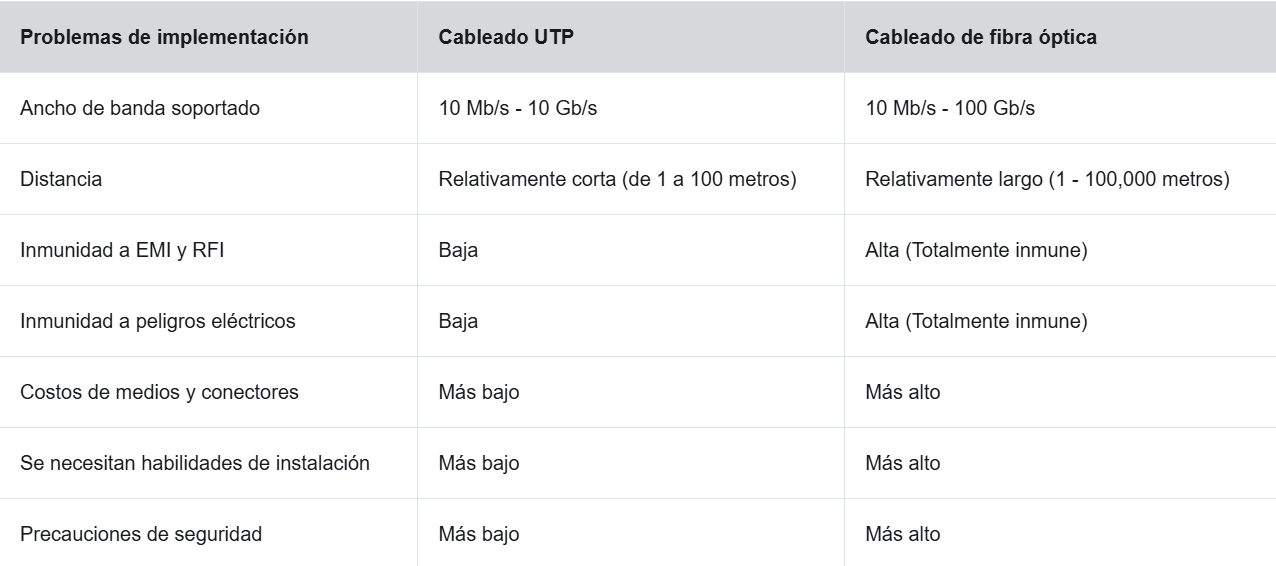 Problemas de implementación Cableado UTP Cableado de fibra óptica
Ancho de banda soportado 10 Mb/s - 10 Gb/s 10 Mb/s - 100 Gb/s
Distancia Relativamente corta (de 1 a 100 metros) Relativamente largo (1 - 100,000 metros)
Inmunidad a EMI y RFI Baja Alta (Totalmente inmune)
Inmunidad a peligros eléctricos Baja Alta (Totalmente inmune)
Costos de medios y conectores Más bajo Más alto
Se necesitan habilidades de instalación Más bajo Más alto
Precauciones de seguridad Más bajo Más alto